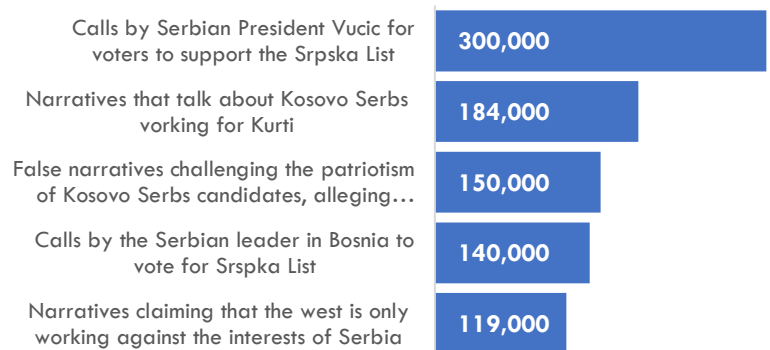 Calls by Serbian President Vucic for
voters to support the Srpska List
300,000
Narratives that talk about Kosovo Serbs
vorking for Kurti
184,000
False narratives challenging the patriotism
of Kosovo Serbs candidates, alleging...
150,000
Calls by the Serbian leader in Bosnia to
vote for Srspka List
140,000
Narratives claiming that the west is only
working against the interests of Serbia
119,000